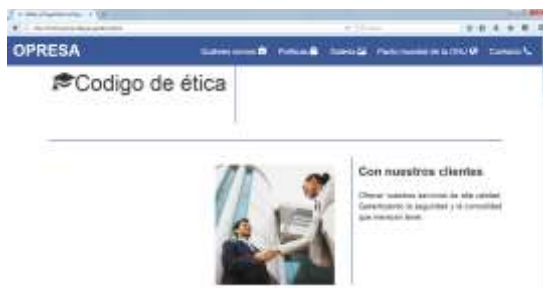 OPRESA
Quiénes somos Políticas Galería Pacto mundial de la ONU Contacto
Codigo de ética
Con nuestros clientes
Ofrecer nuestros servicios de alta calidad.
Garantizando la seguridad y la comodidad
que merecen tener.